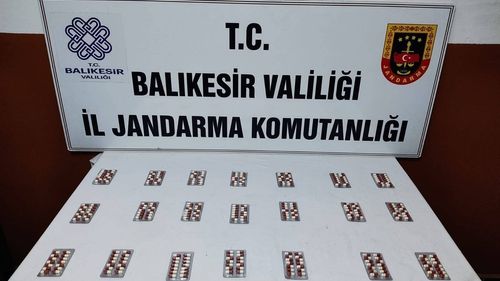 T.C.
BALIKESİR
VALİLİĞİ
T.C.
BALIKESİR VALİLİĞİ
İL JANDARMA KOMUTANLIĞI
JANDARMA